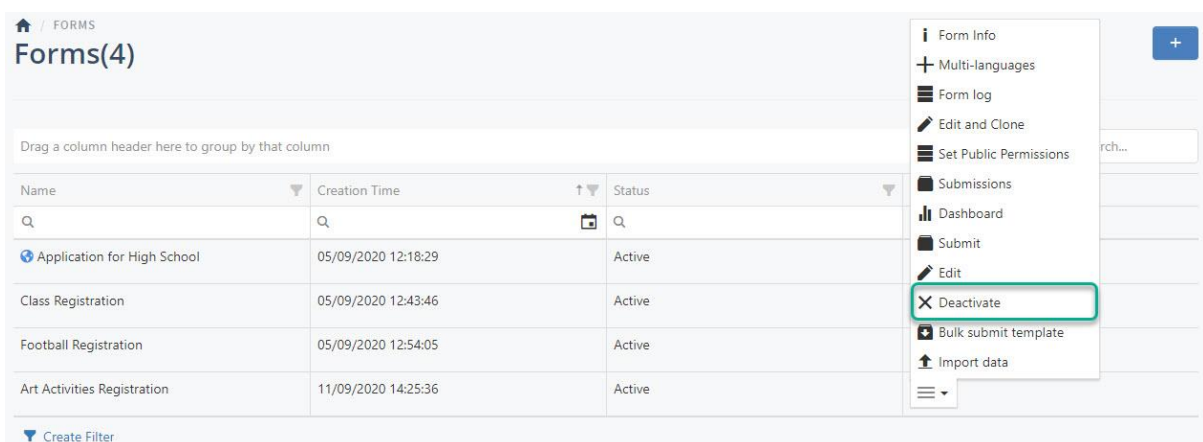 / FORMS
Forms(4)
+
Drag a column header here to group by that column
rch...
Name Creation Time Status
Application for High School 05/09/2020 12:18:29 Active
Class Registration 05/09/2020 12:43:46 Active
Football Registration 05/09/2020 12:54:05 Active
Art Activities Registration 11/09/2020 14:25:36 Active
Create Filter
Form Info
Multi-languages
Form log
Edit and Clone
Set Public Permissions
Submissions
Dashboard
Submit
Edit
Deactivate
Bulk submit template
Import data